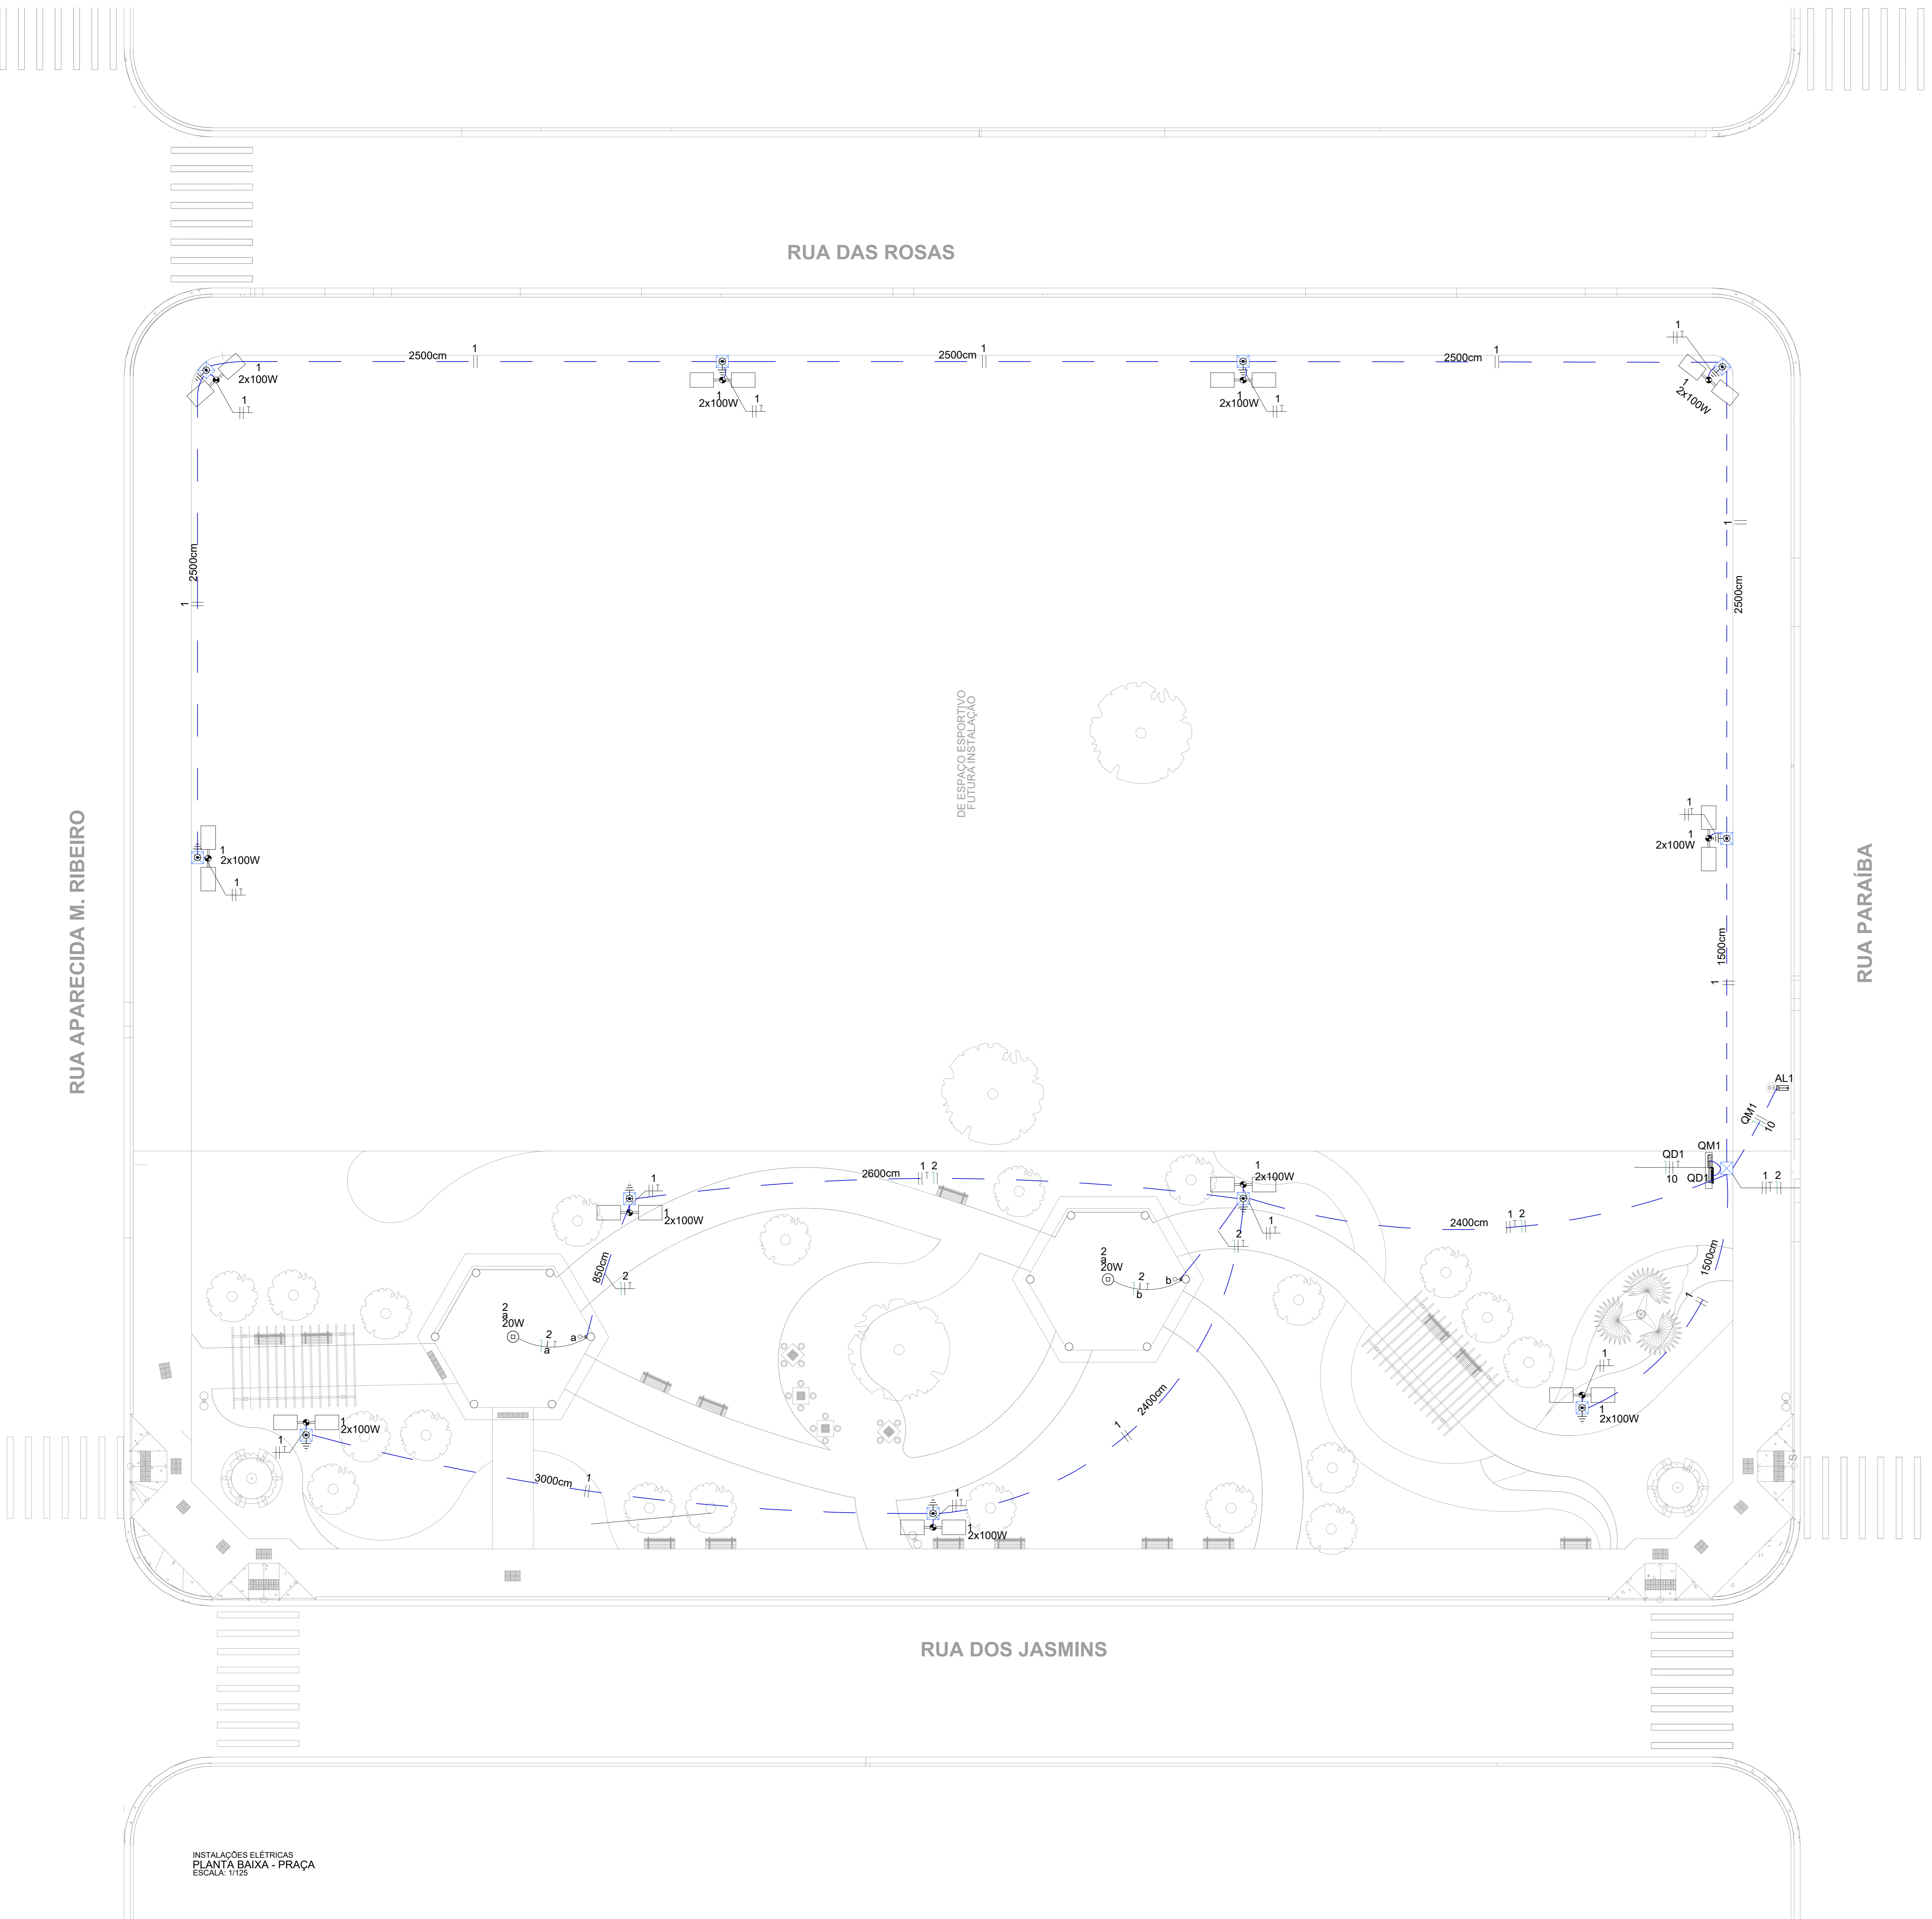 RUA DAS ROSAS
1
1
1
1
2500cm
2500cm
2500cm
1
2x100W
1
1
2x100W
1
1
2x100W
1
1
2x100W
2500cm
1
1
2500cm
DE ESPAÇO ESPORTIVO
FUTURA INSTALAÇÃO
RUA APARECIDA M. RIBEIRO
RUA PARAÍBA
1
2x100W
1
1
1
2x100W
1500cm
1
AL1
QM1
10
QM1
QD1
10
QD1
1 2
1
2600cm
1 2
1
2x100W
1
2x100W
1
2
2400cm
1 2
850cm
2
2
a
20W
2
a
a
2
a
20W
2
b
b
1500cm
1
1
1
2x100W
1
2x100W
1
3000cm
1
2400cm
1
1
1
2x100W
RUA DOS JASMINS
INSTALAÇÕES ELÉTRICAS
PLANTA BAIXA - PRAÇA
ESCALA: 1/125